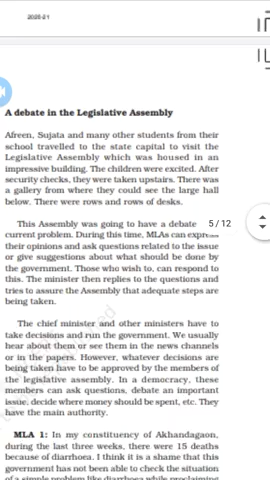 2020-21
A debate in the Legislative Assembly
Afreen, Sujata and many other students from their
school travelled to the state capital to visit the
Legislative Assembly which was housed in an
impressive building. The children were excited. After
security checks, they were taken upstairs. There was
a gallery from where they could see the large hall
below. There were rows and rows of desks.
This Assembly was going to have a debate
5/12
current problem. During this time, MLAs can express
their opinions and ask questions related to the issue
or give suggestions about what should be done by
the government. Those who wish to, can respond to
this. The minister then replies to the questions and
tries to assure the Assembly that adequate steps are
being taken.
The chief minister and other ministers have to
take decisions and run the government. We usually
hear about them or see them in the news channels
or in the papers. However, whatever decisions are
being taken have to be approved by the members of
the legislative assembly. In a democracy, these
members can ask questions, debate an important
issue, decide where money should be spent, etc. They
have the main authority.
MLA 1: In my constituency of Akhandagaon,
during the last three weeks, there were 15 deaths
because of diarrhoea. I think it is a shame that this
government has not been able to check the situation
of a simple problem like diarrhoea while proclaiming